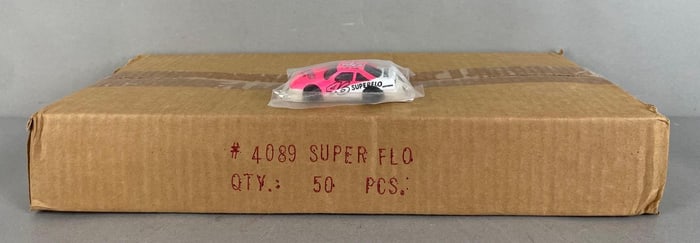 SUPERFLO
# 4089 SUPER FLO
QTY.: 50 PCS.